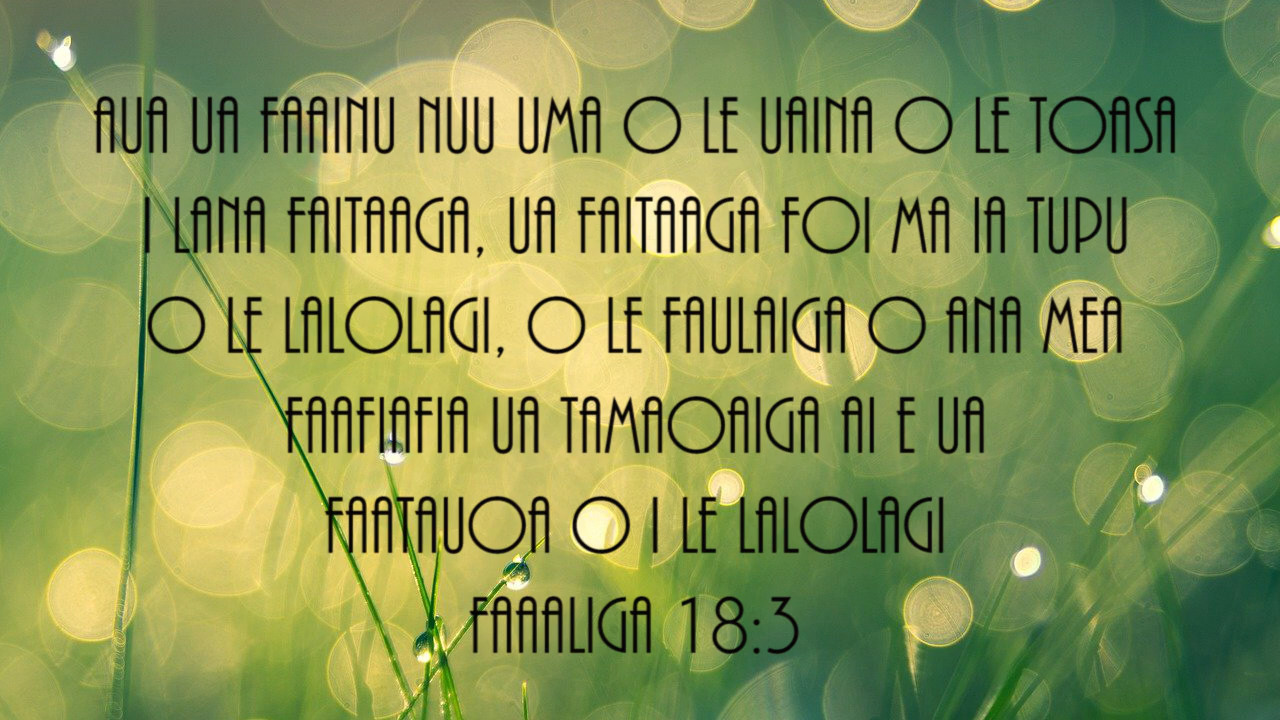 AUA UA FAAINU NUU UMA O LE UAINA O LE TOASA
I LANA FAITAAGA, UA FAITAAGA FOI MA IA TUPU
O LE LALOLAGI, O LE FAULAIGA O ANA MEA
FAAFIAFIA UA TAMAOAIGA AI E UA
FAATAUOA O I LE LALOLAGI
FAAALIGA 18:3